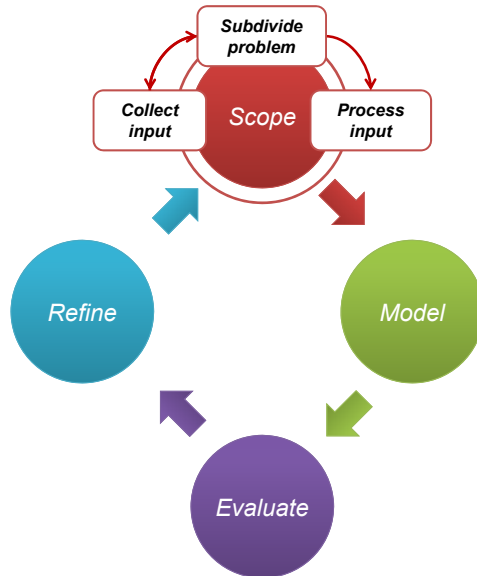 Subdivide
problem
Collect
input
Scope
Process
input
Refine
Model
Evaluate